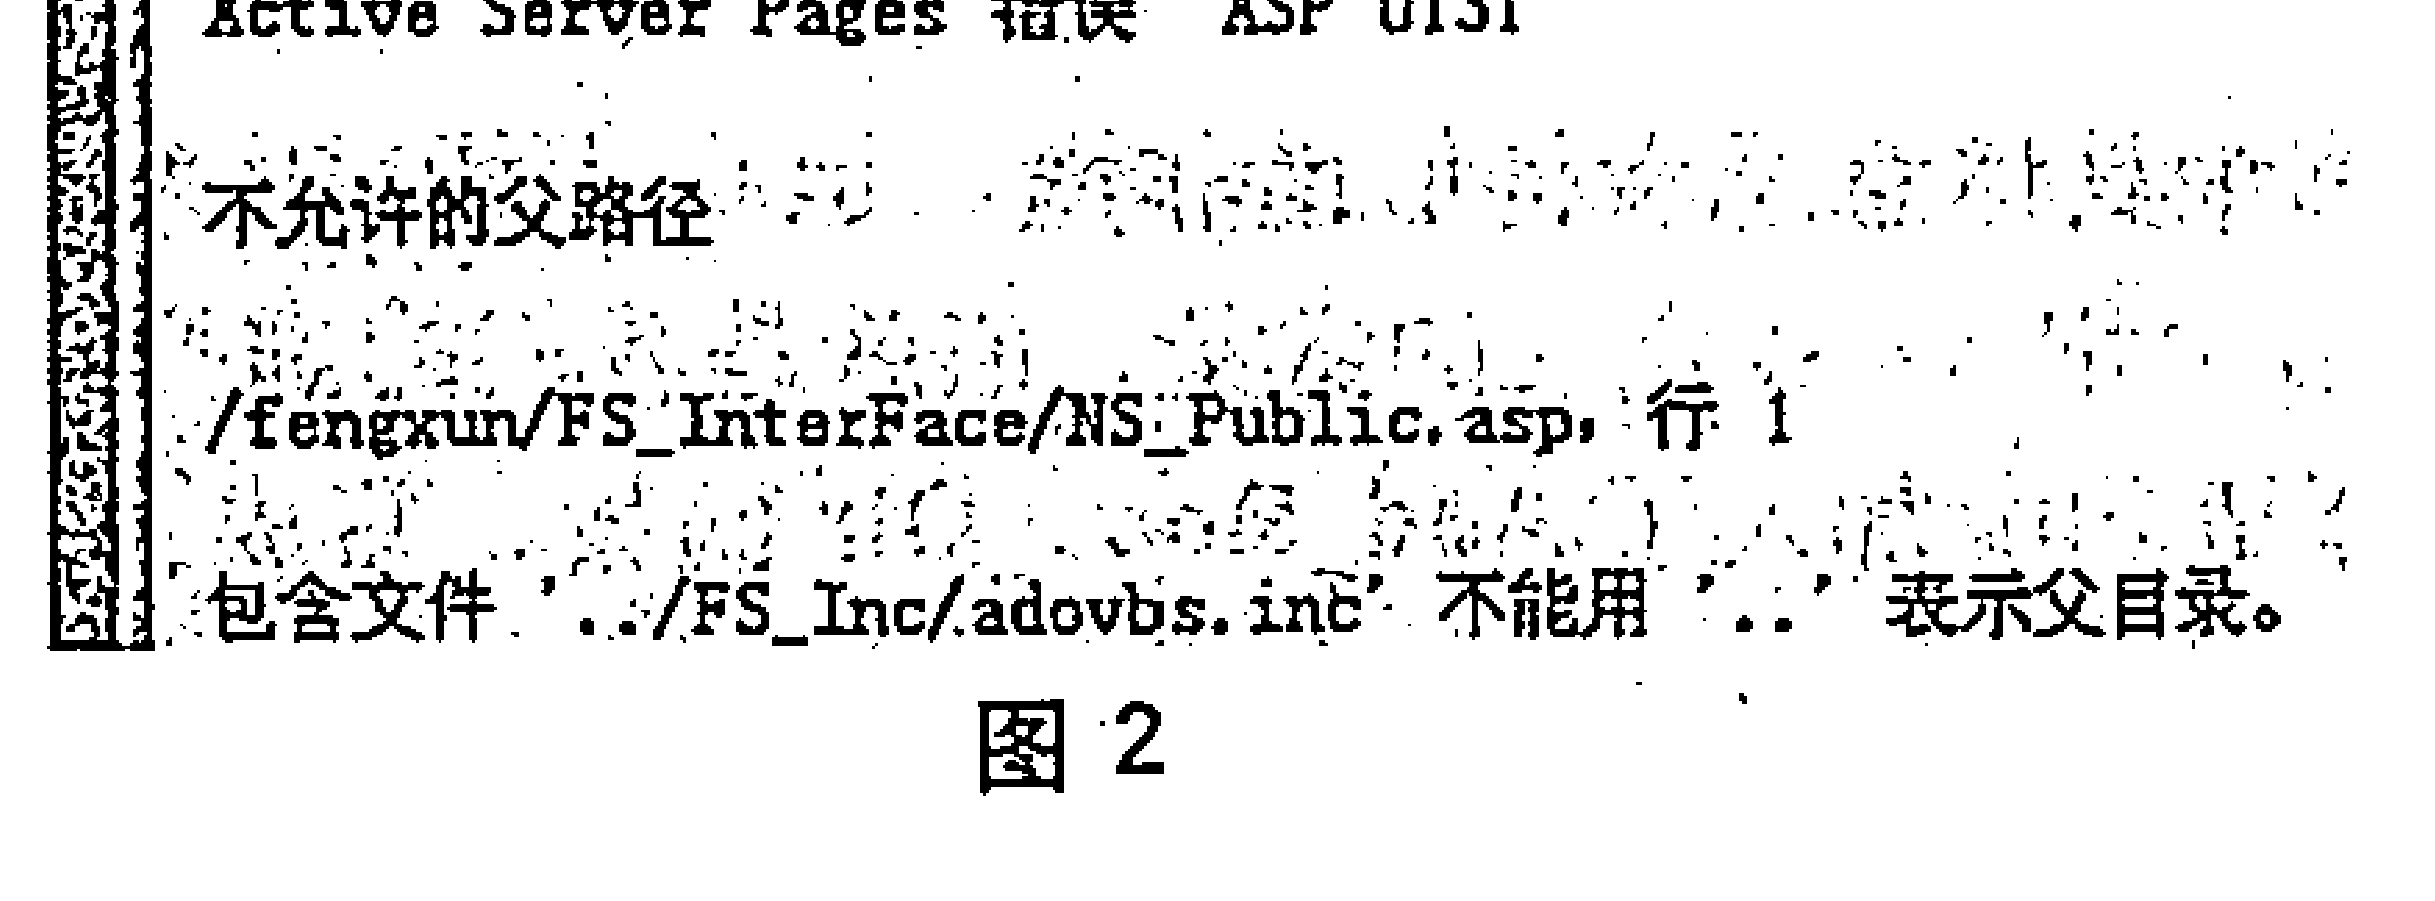 Active Server Pages 错误 'ASP 0131'
不允许的父路径
/fengxun/FS_InterFace/NS_Public.asp, 行 1
包含文件 '../FS_Inc/adovbs.inc' 不能用 '..' 表示父目录。
图 2